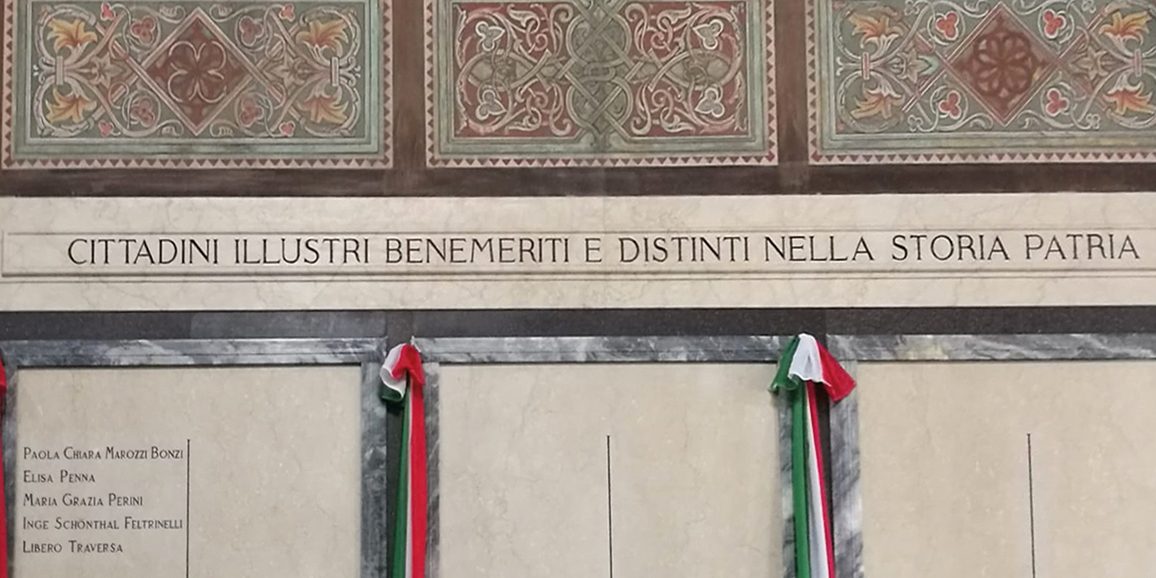 CITTADINI ILLUSTRI BENEMERITI E DISTINTI NELLA STORIA PATRIA
PAOLA CHIARA MAROZZI BONZI
ELISA PENNA
MARIA GRAZIA PERINI
INGE SCHÖNTHAL FELTRINELLI
LIBERO TRAVERSA